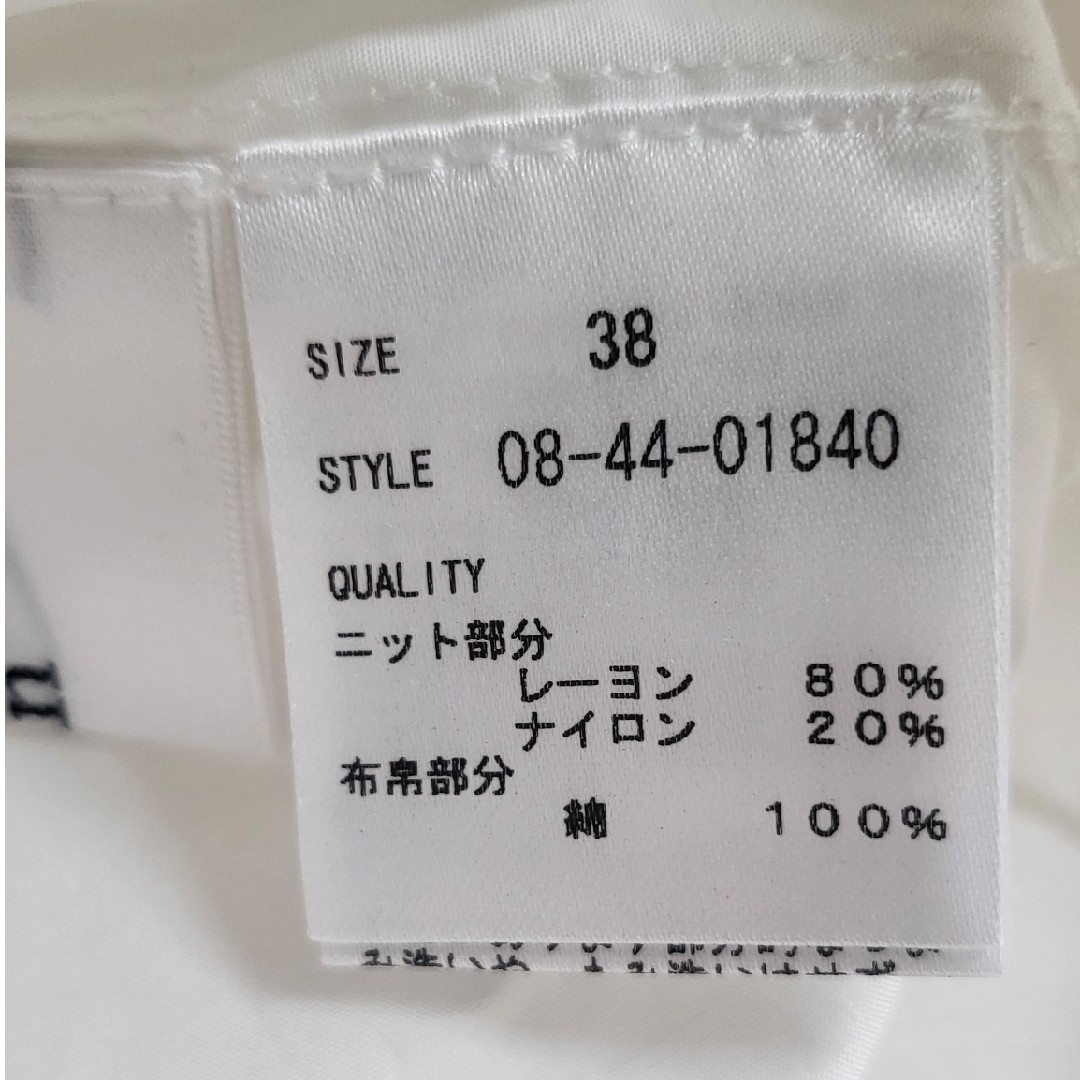 SIZE 38
STYLE 08-44-01840
QUALITY
ニット部分
レーヨン 80%
ナイロン 20%
布帛部分
綿 100%
n